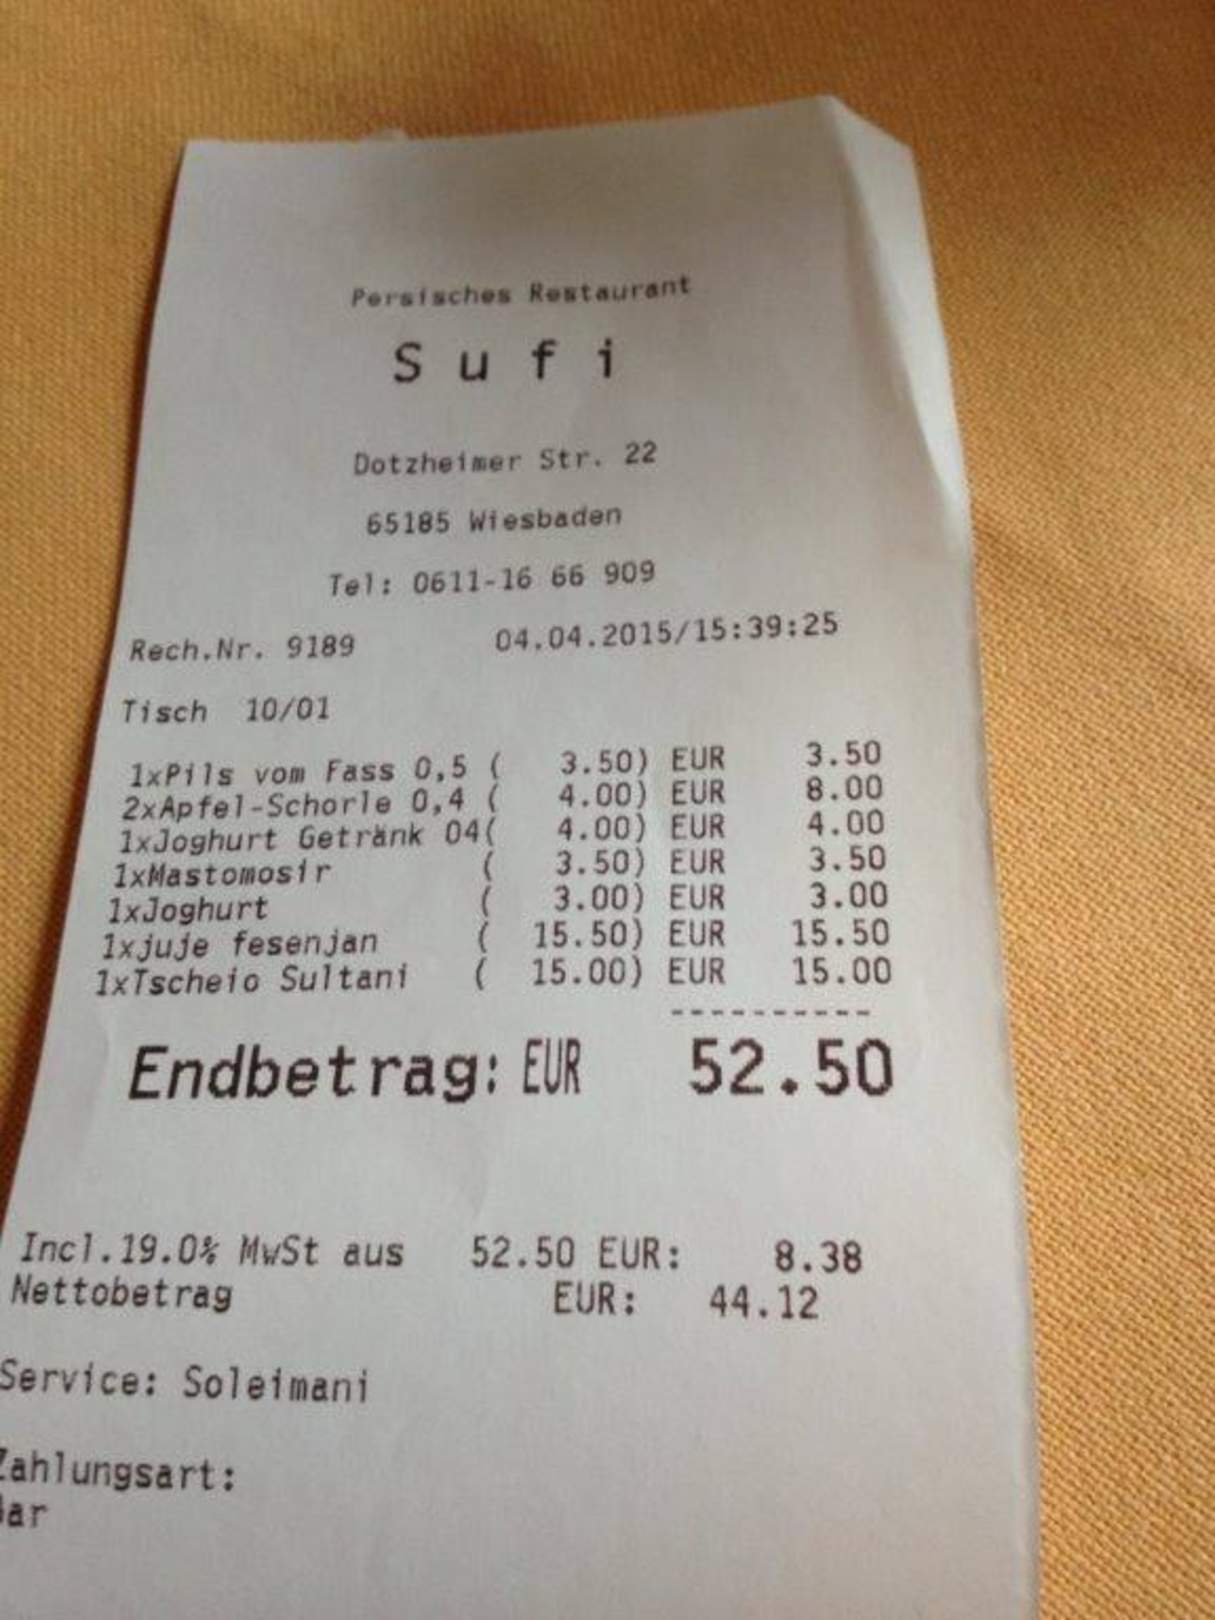 Persisches Restaurant
Sufi
Dotzheimer Str. 22
65185 Wiesbaden
Tel: 0611-16 66 909
Rech.Nr. 9189 04.04.2015/15:39:25
Tisch 10/01
1xPils vom Fass 0,5 ( 3.50) EUR 3.50
2xApfel-Schorle 0,4 ( 4.00) EUR 8.00
1xJoghurt Getränk 04( 4.00) EUR 4.00
1xMastomosir ( 3.50) EUR 3.50
1xJoghurt ( 3.00) EUR 3.00
1xjuje fesenjan ( 15.50) EUR 15.50
1xTscheio Sultani ( 15.00) EUR 15.00
----------
Endbetrag: EUR 52.50
Incl.19.0% MwSt aus 52.50 EUR: 8.38
Nettobetrag EUR: 44.12
Service: Soleimani
Zahlungsart:
Bar